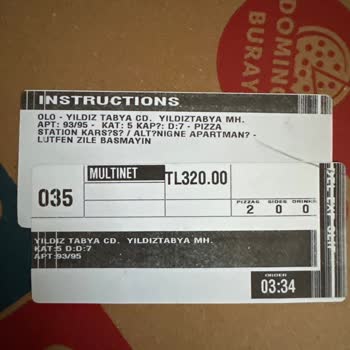 DOMINO
BURAY
INSTRUCTIONS
OLO - YILDIZ TABYA CD. YILDIZTABYA MH.
APT: 93/95 - KAT: 5 KAP?: D:7 - PIZZA
STATION KARS?S? / ALT?NIGNE APARTMAN? -
LUTFEN ZILE BASMAYIN
035
MULTINET
TL320.00
PIZZAS SIDES DRINKS
2 0 0
YILDIZ TABYA CD. YILDIZTABYA MH.
KAT:5 D:D:7
APT:93/95
ORDER
03:34